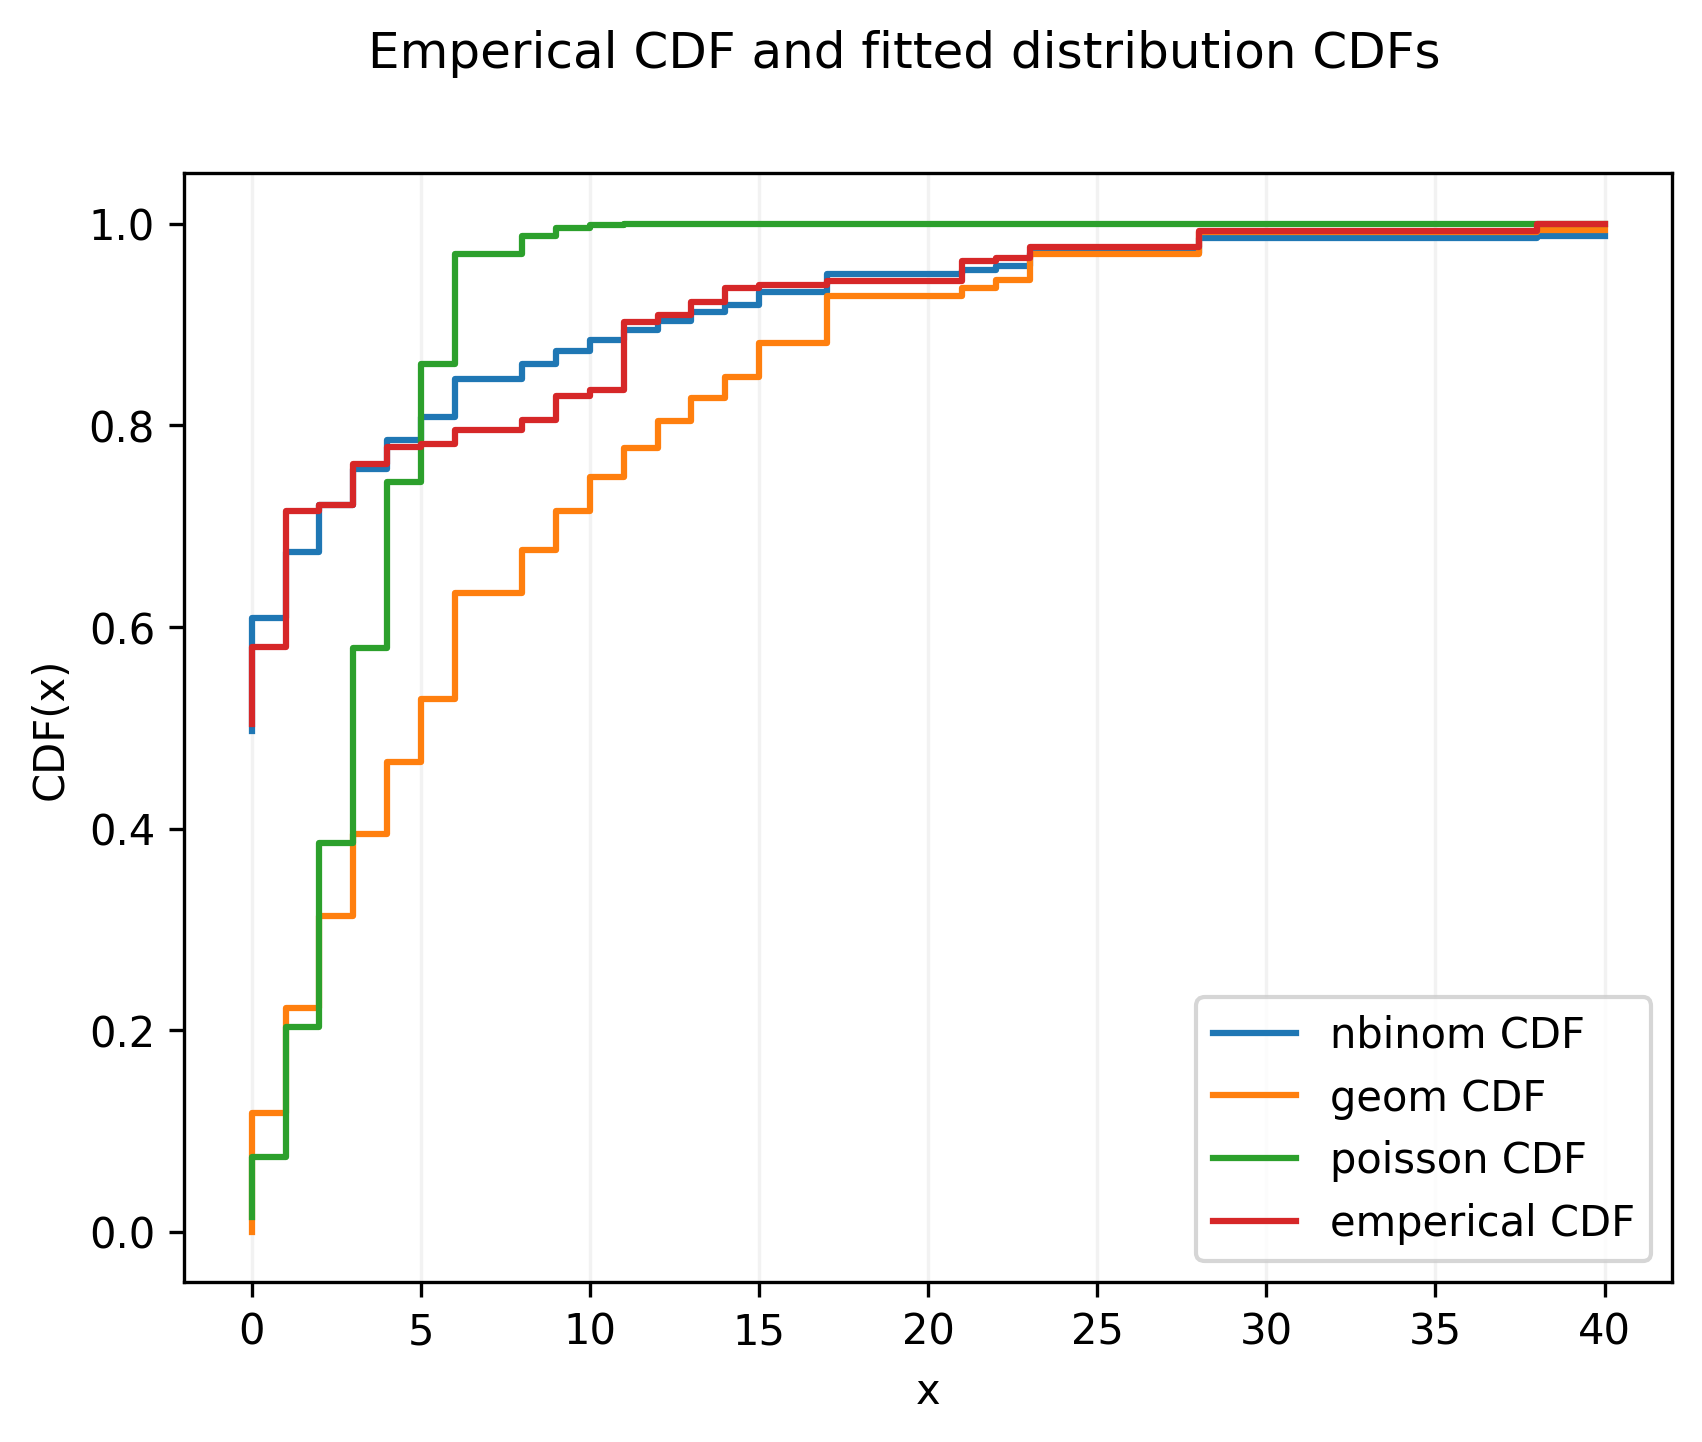 Emperical CDF and fitted distribution CDFs
1.0
0.8
0.6
0.4
0.2
0.0
CDF(x)
nbinom CDF
geom CDF
poisson CDF
emperical CDF
0 5 10 15 20 25 30 35 40
x